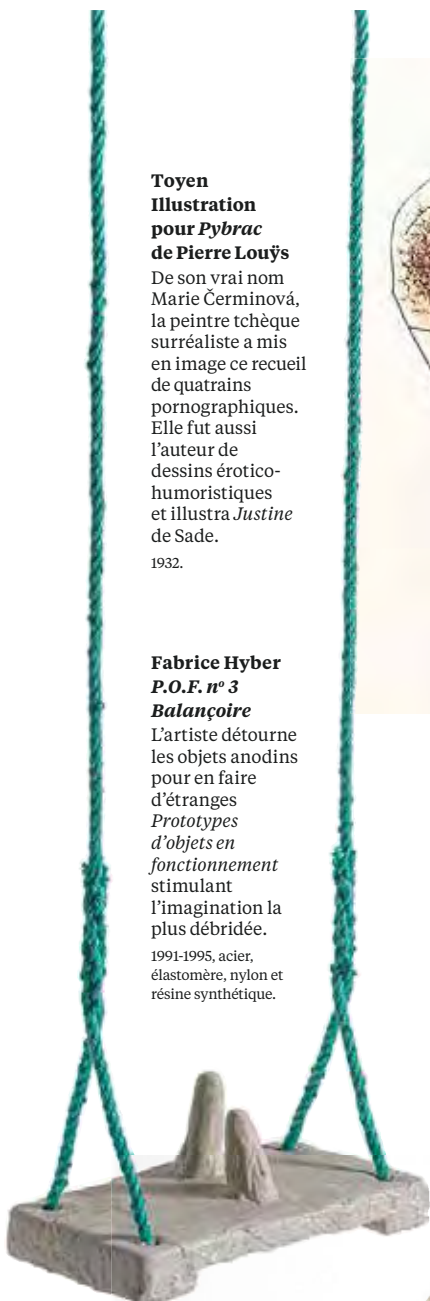 Toyen
Illustration
pour Pybrac
de Pierre Louÿs
De son vrai nom
Marie Čerminová,
la peintre tchèque
surréaliste a mis
en image ce recueil
de quatrains
pornographiques.
Elle fut aussi
l’auteur de
dessins érotico-
humoristiques
et illustra Justine
de Sade.
1932.
Fabrice Hyber
P.O.F. nº 3
Balançoire
L’artiste détourne
les objets anodins
pour en faire
d’étranges
Prototypes
d’objets en
fonctionnement
stimulant
l’imagination la
plus débridée.
1991-1995, acier,
élastomère, nylon et
résine synthétique.